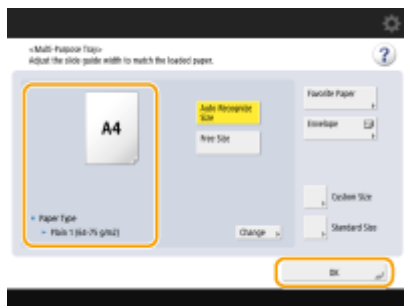 <Multi-Purpose Tray>
Adjust the slide guide width to match the loaded paper.
?
A4
Auto Recognize
Size
Free Size
Favorite Paper
Envelope
Custom Size
Standard Size
Paper Type
Plain 1 (64-75 g/m2)
Change
OK